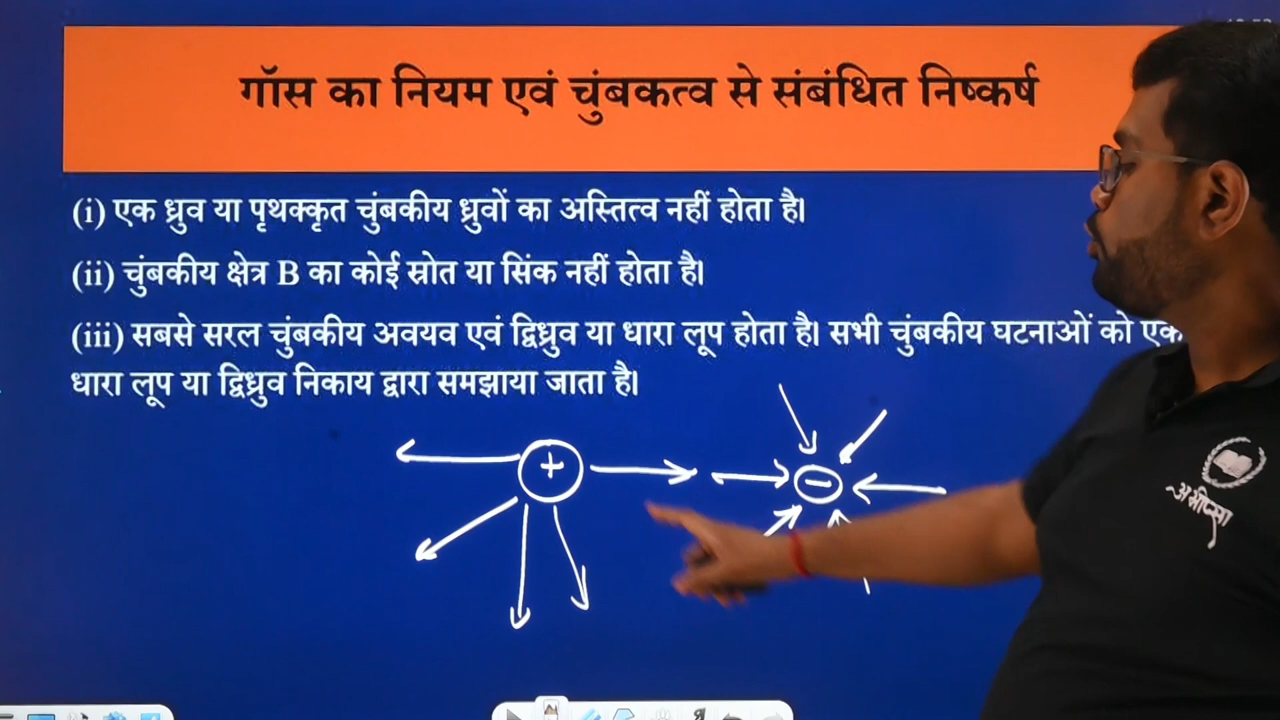 गॉस का नियम एवं चुंबकत्व से संबंधित निष्कर्ष
(i) एक ध्रुव या पृथक्कृत चुंबकीय ध्रुवों का अस्तित्व नहीं होता है।
(ii) चुंबकीय क्षेत्र B का कोई स्रोत या सिंक नहीं होता है।
(iii) सबसे सरल चुंबकीय अवयव एवं द्विध्रुव या धारा लूप होता है। सभी चुंबकीय घटनाओं को एक
धारा लूप या द्विध्रुव निकाय द्वारा समझाया जाता है।
+
−
अभीप्सा